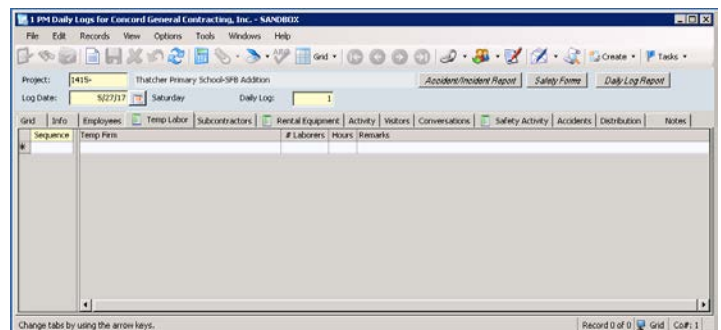 1 PM Daily Logs for Concord General Contracting, Inc. - SANDBOX
File Edit Records View Options Tools Windows Help
Grid Create Tasks
Project: 1415- Thatcher Primary School-SFB Addition Accident/Incident Report Safety Forms Daily Log Report
Log Date: 5/27/17 Saturday Daily Log: 1
Grid Info Employees Temp Labor Subcontractors Rental Equipment Activity Visitors Conversations Safety Activity Accidents Distribution Notes
Sequence Temp Firm # Laborers Hours Remarks
Change tabs by using the arrow keys. Record 0 of 0 Grid Co#: 1